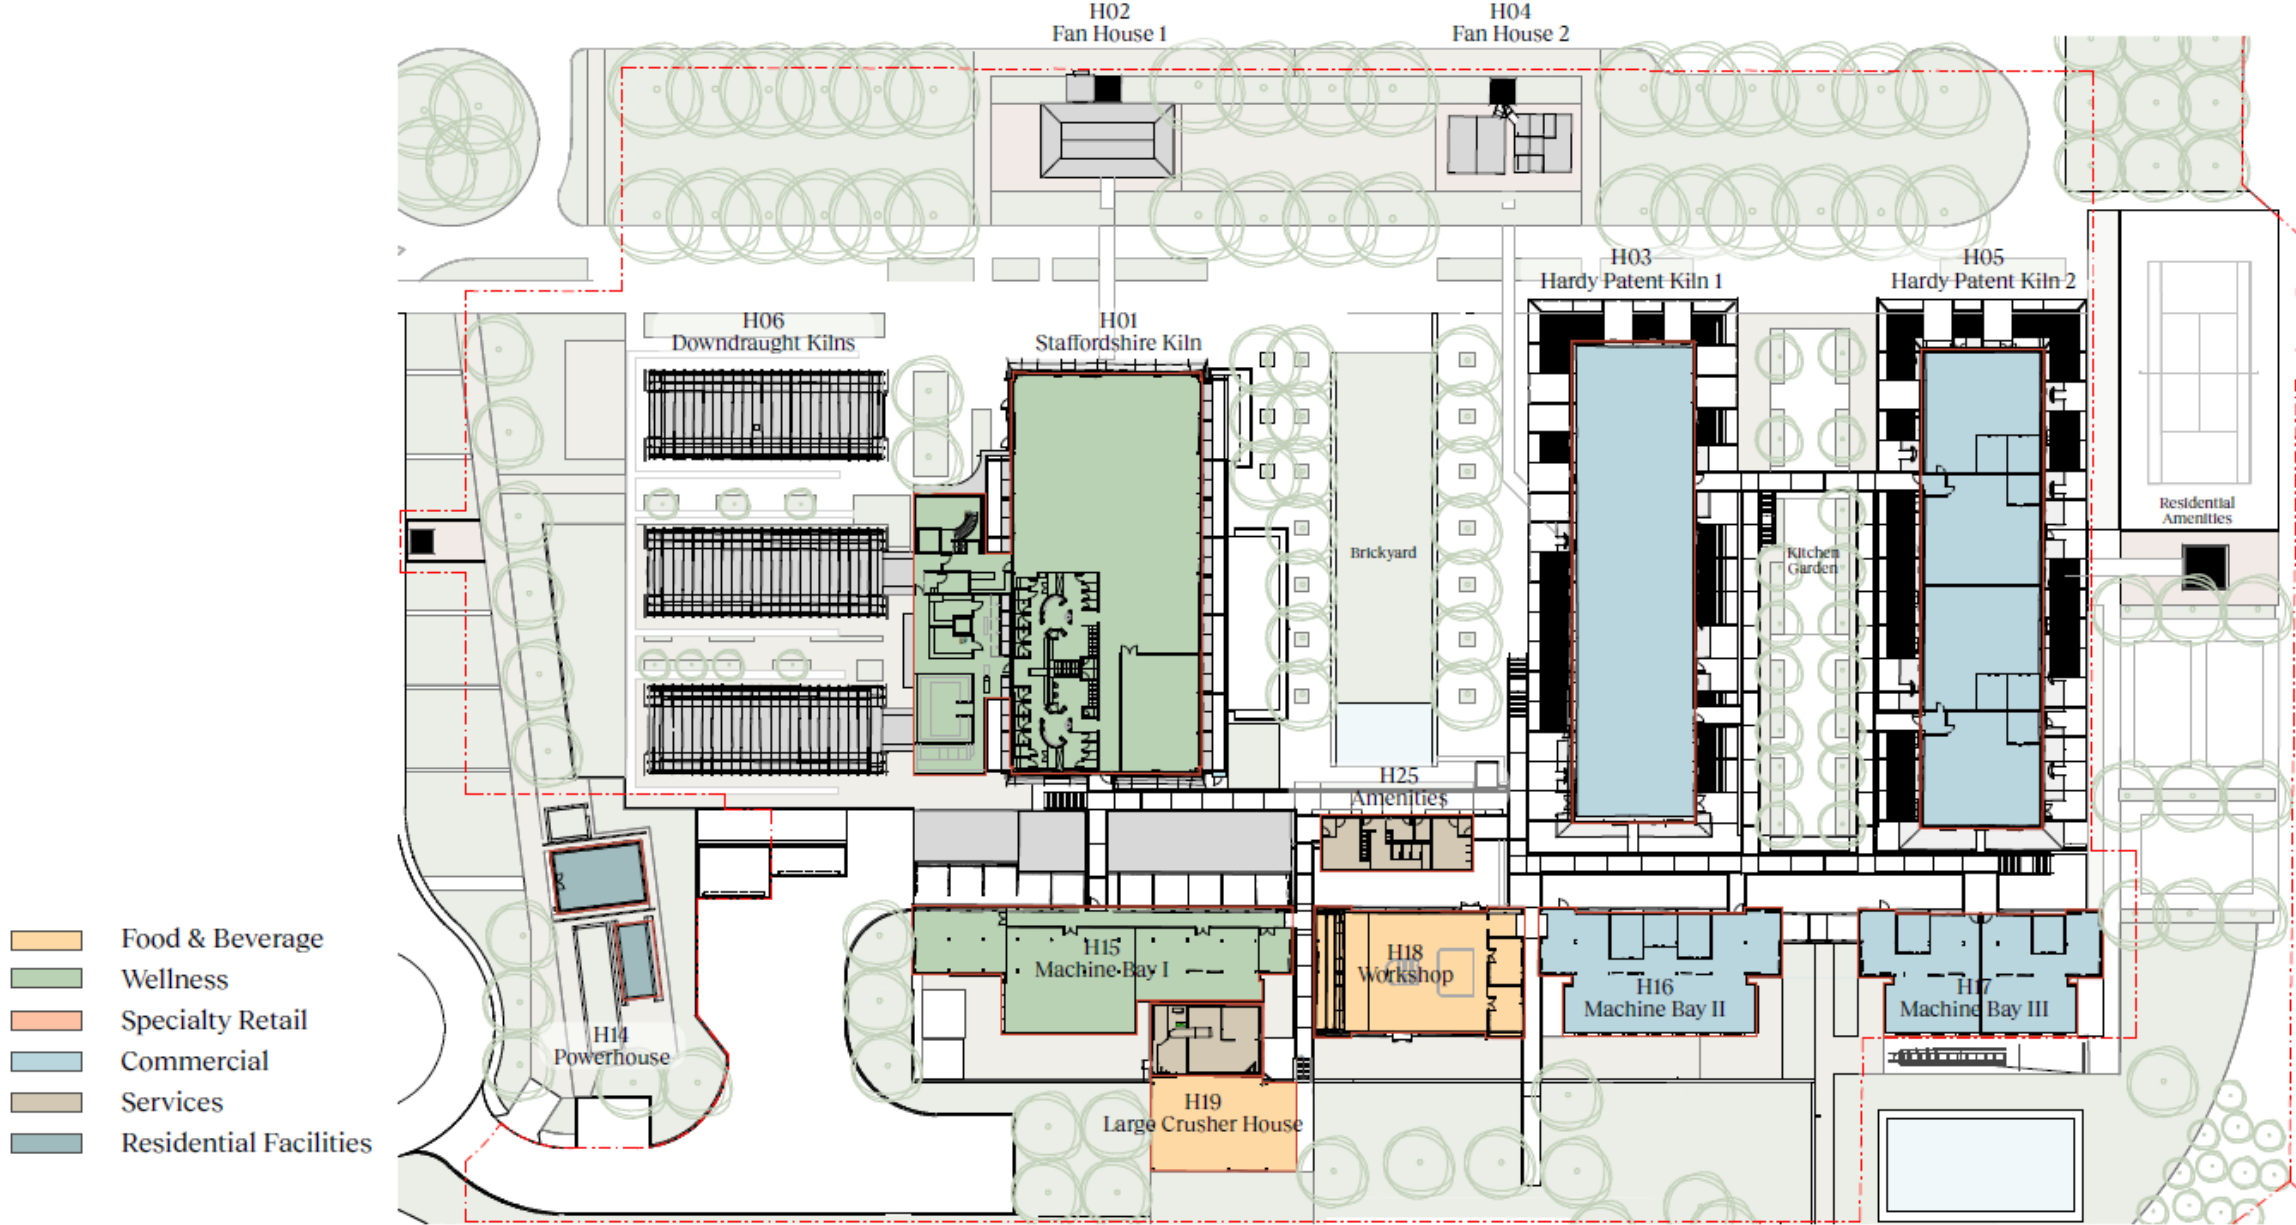 H02
Fan House 1
H04
Fan House 2
H03
Hardy Patent Kiln 1
H05
Hardy Patent Kiln 2
H06
Downdraught Kilns
H01
Staffordshire Kiln
Residential
Amenities
Brickyard
Kitchen
Garden
H25
Amenities
H15
Machine Bay I
H18
Workshop
H16
Machine Bay II
H17
Machine Bay III
H14
Powerhouse
H19
Large Crusher House
Food & Beverage
Wellness
Specialty Retail
Commercial
Services
Residential Facilities